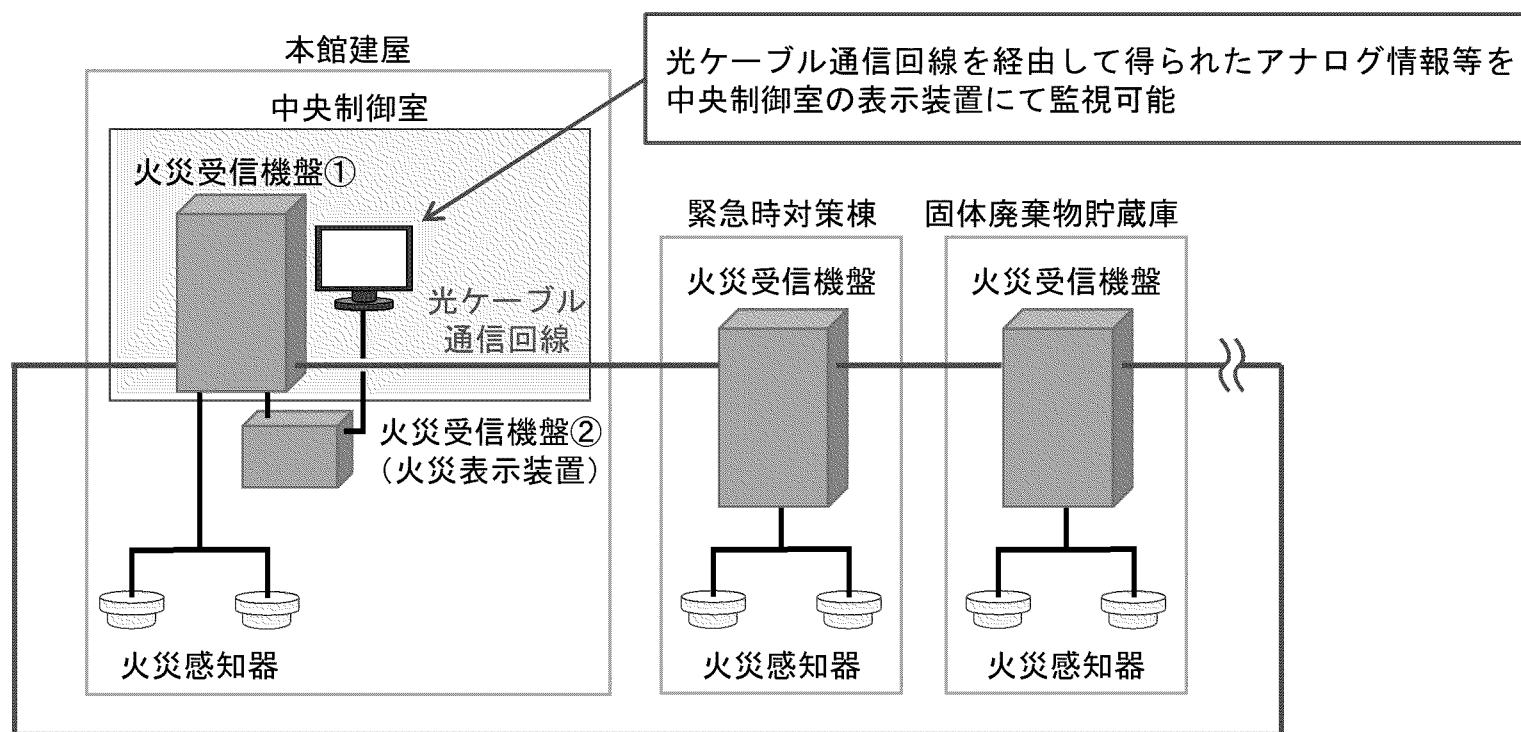 本館建屋
中央制御室
火災受信機盤①
光ケーブル
通信回線
火災受信機盤②
（火災表示装置）
火災感知器
光ケーブル通信回線を経由して得られたアナログ情報等を
中央制御室の表示装置にて監視可能
緊急時対策棟
火災受信機盤
火災感知器
固体廃棄物貯蔵庫
火災受信機盤
火災感知器